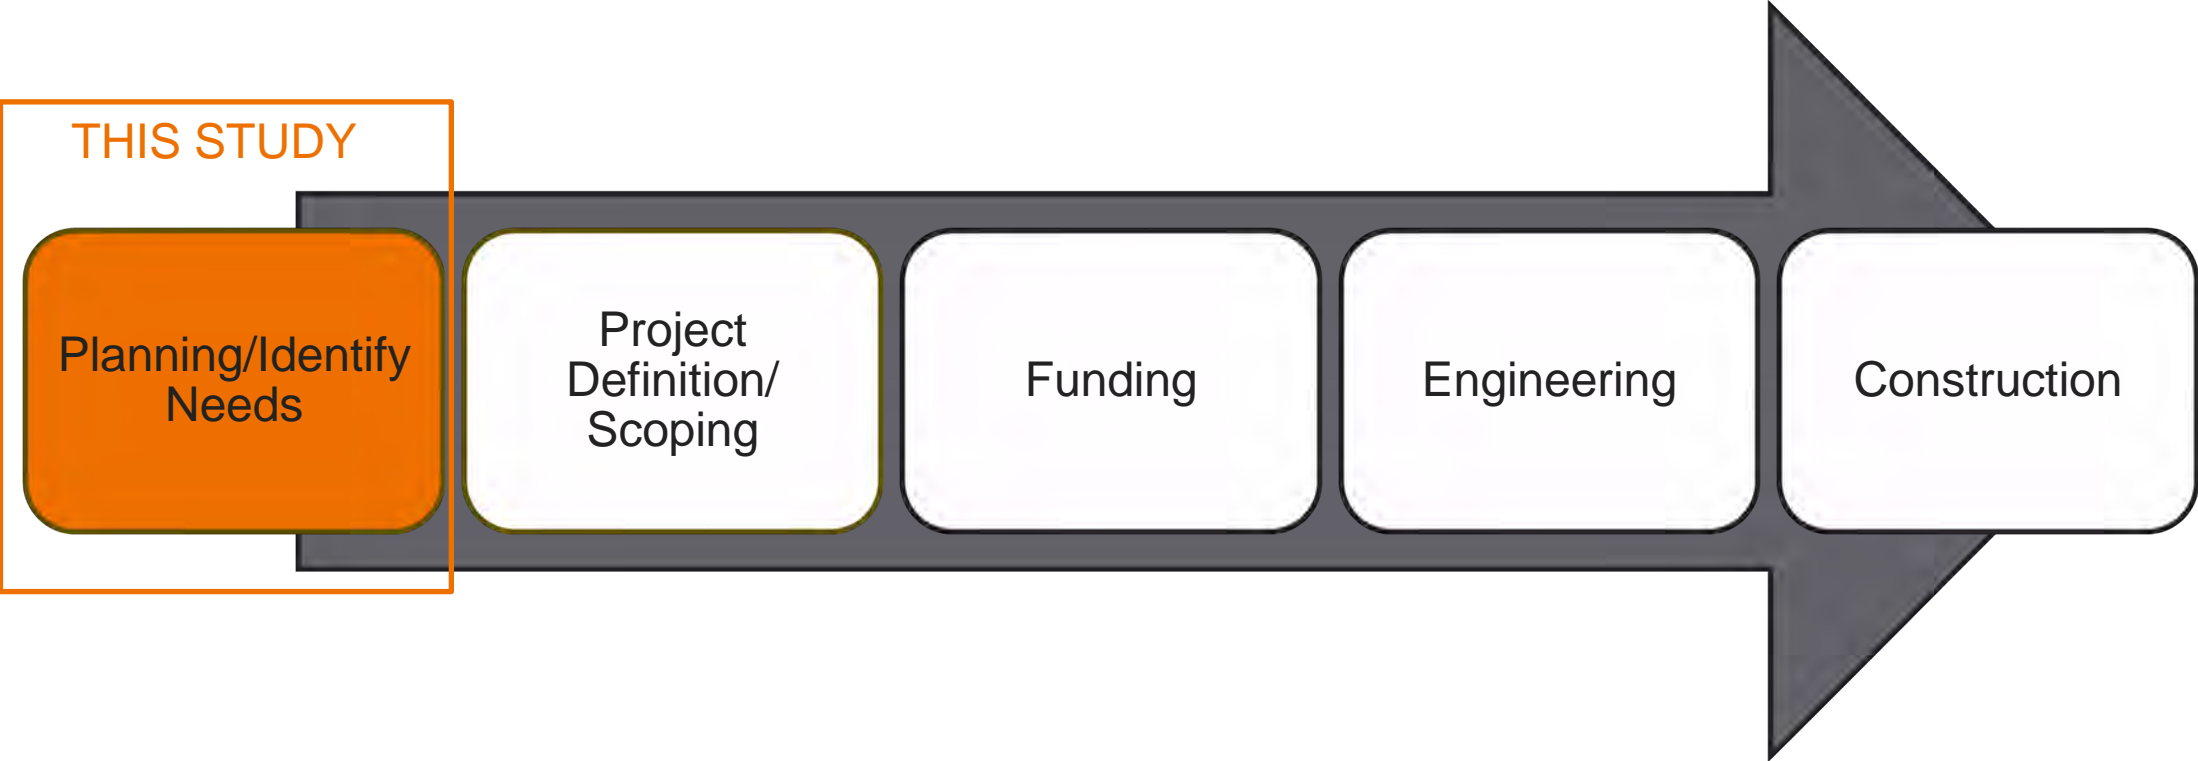 THIS STUDY
Planning/Identify
Needs
Project
Definition/
Scoping
Funding
Engineering
Construction